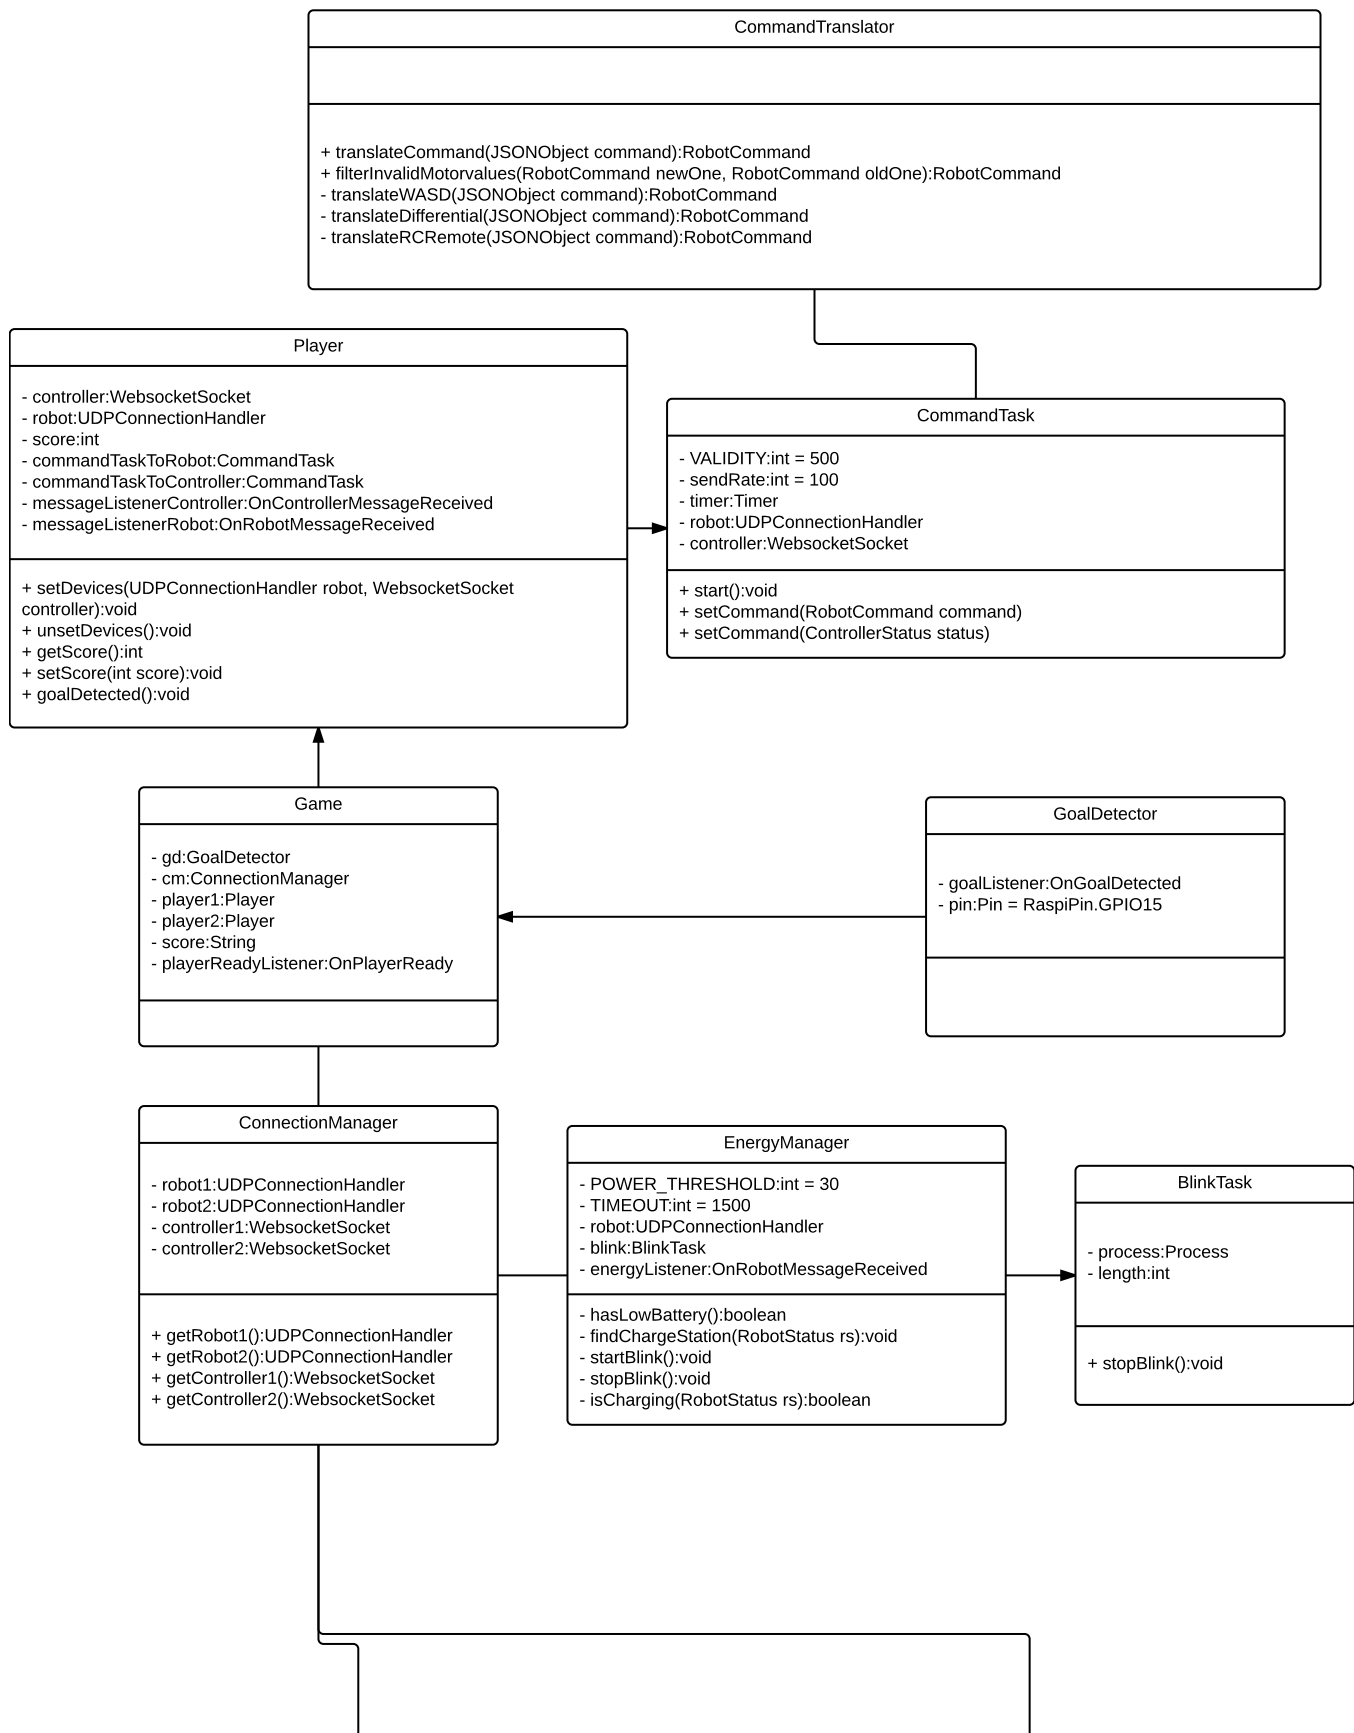 CommandTranslator
+ translateCommand(JSONObject command):RobotCommand
+ filterInvalidMotorvalues(RobotCommand newOne, RobotCommand oldOne):RobotCommand
- translateWASD(JSONObject command):RobotCommand
- translateDifferential(JSONObject command):RobotCommand
- translateRCRemote(JSONObject command):RobotCommand
Player
- controller:WebsocketSocket
- robot:UDPConnectionHandler
- score:int
- commandTaskToRobot:CommandTask
- commandTaskToController:CommandTask
- messageListenerController:OnControllerMessageReceived
- messageListenerRobot:OnRobotMessageReceived
+ setDevices(UDPConnectionHandler robot, WebsocketSocket
controller):void
+ unsetDevices():void
+ getScore():int
+ setScore(int score):void
+ goalDetected():void
CommandTask
- VALIDITY:int = 500
- sendRate:int = 100
- timer:Timer
- robot:UDPConnectionHandler
- controller:WebsocketSocket
+ start():void
+ setCommand(RobotCommand command)
+ setCommand(ControllerStatus status)
Game
- gd:GoalDetector
- cm:ConnectionManager
- player1:Player
- player2:Player
- score:String
- playerReadyListener:OnPlayerReady
GoalDetector
- goalListener:OnGoalDetected
- pin:Pin = RaspiPin.GPIO15
ConnectionManager
- robot1:UDPConnectionHandler
- robot2:UDPConnectionHandler
- controller1:WebsocketSocket
- controller2:WebsocketSocket
+ getRobot1():UDPConnectionHandler
+ getRobot2():UDPConnectionHandler
+ getController1():WebsocketSocket
+ getController2():WebsocketSocket
EnergyManager
- POWER_THRESHOLD:int = 30
- TIMEOUT:int = 1500
- robot:UDPConnectionHandler
- blink:BlinkTask
- energyListener:OnRobotMessageReceived
- hasLowBattery():boolean
- findChargeStation(RobotStatus rs):void
- startBlink():void
- stopBlink():void
- isCharging(RobotStatus rs):boolean
BlinkTask
- process:Process
- length:int
+ stopBlink():void